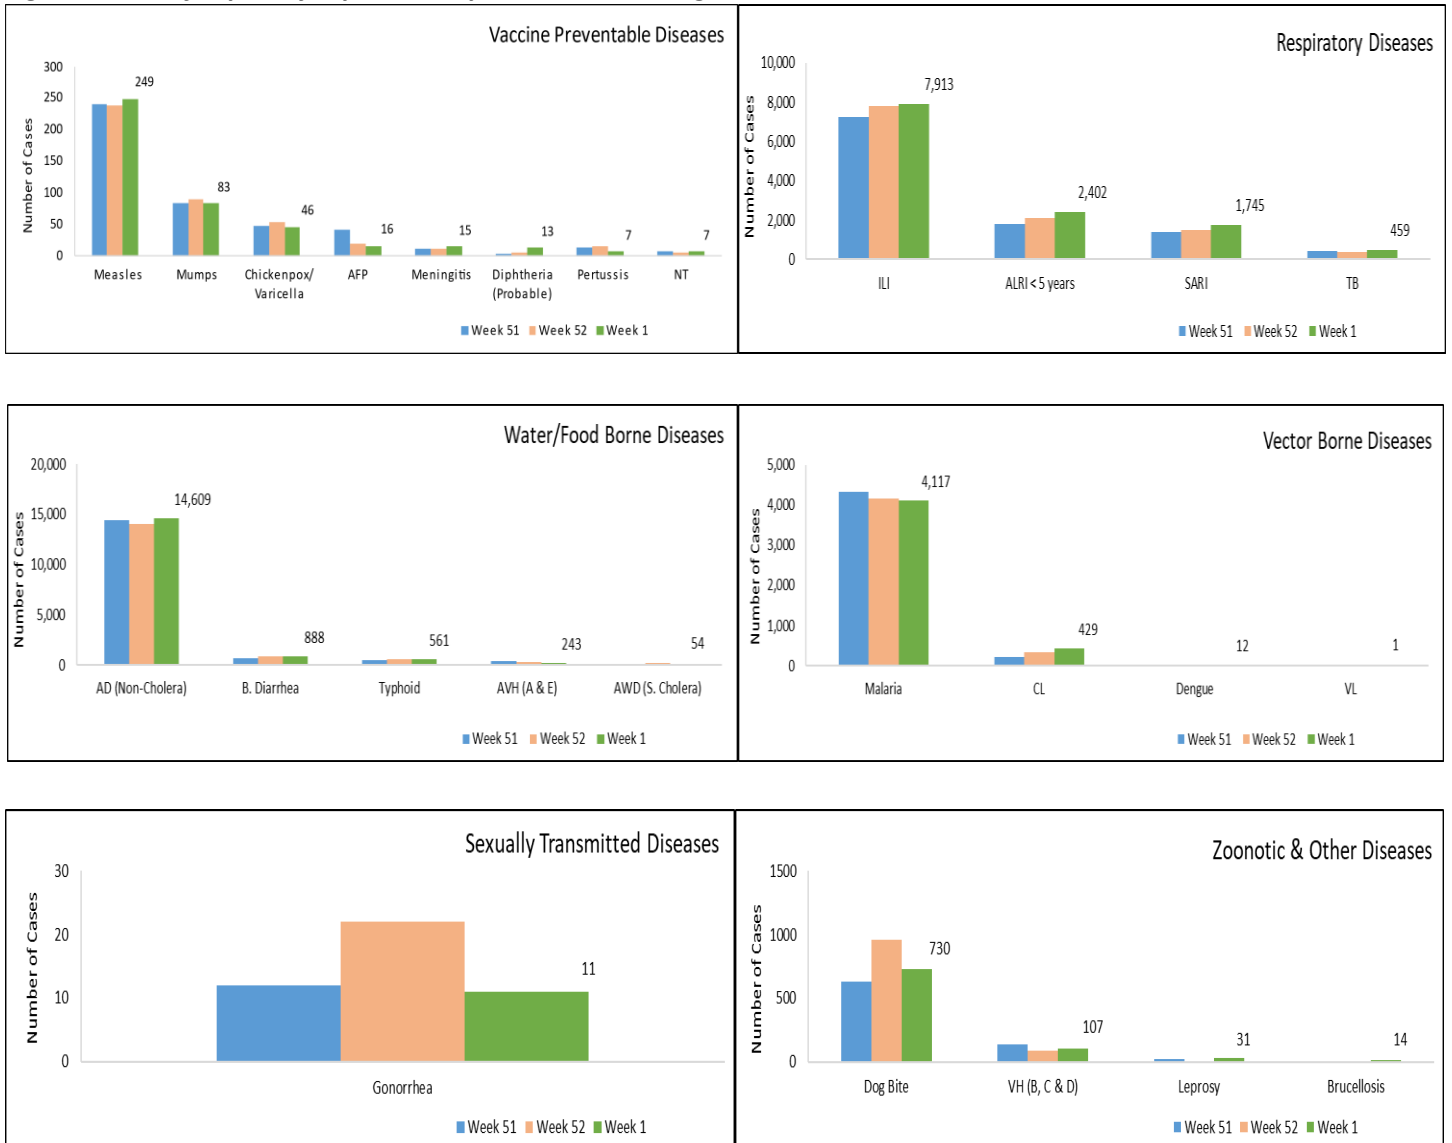 Vaccine Preventable Diseases
Number of Cases
300
250
200
150
100
50
0
249
83
46
16
15
13
7
7
Measles
Mumps
Chickenpox/
Varicella
AFP
Meningitis
Diphtheria
(Probable)
Pertussis
NT
Week 51 Week 52 Week 1
Respiratory Diseases
Number of Cases
10,000
8,000
6,000
4,000
2,000
0
7,913
2,402
1,745
459
ILI
ALRI < 5 years
SARI
TB
Week 51 Week 52 Week 1
Water/Food Borne Diseases
Number of Cases
20,000
15,000
10,000
5,000
0
14,609
888
561
243
54
AD (Non-Cholera)
B. Diarrhea
Typhoid
AVH (A & E)
AWD (S. Cholera)
Week 51 Week 52 Week 1
Vector Borne Diseases
Number of Cases
5,000
4,000
3,000
2,000
1,000
0
4,117
429
12
1
Malaria
CL
Dengue
VL
Week 51 Week 52 Week 1
Sexually Transmitted Diseases
Number of Cases
30
20
10
0
11
Gonorrhea
Week 51 Week 52 Week 1
Zoonotic & Other Diseases
Number of Cases
1500
1000
500
0
730
107
31
14
Dog Bite
VH (B, C & D)
Leprosy
Brucellosis
Week 51 Week 52 Week 1